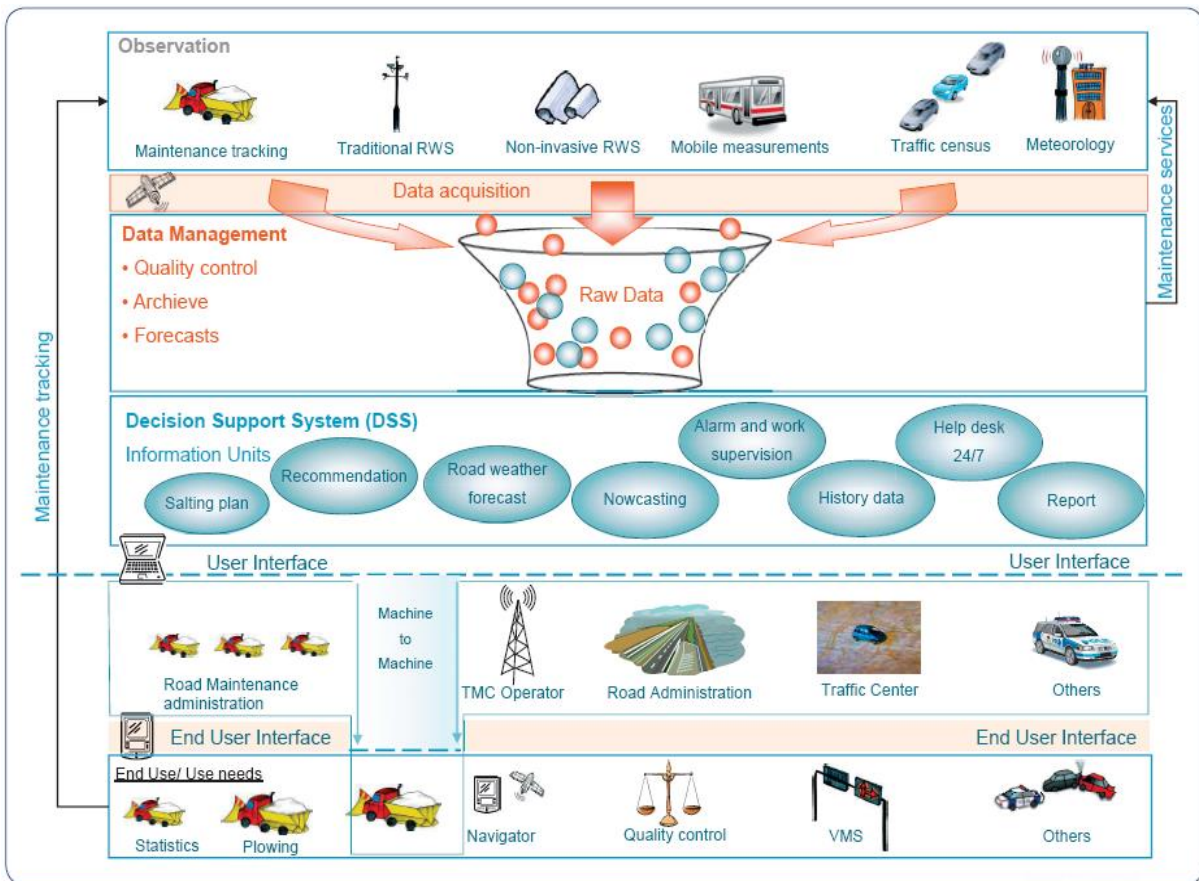 Observation
Maintenance tracking
Traditional RWS
Non-invasive RWS
Mobile measurements
Traffic census
Meteorology
Data acquisition
Data Management
• Quality control
• Archieve
• Forecasts
Raw Data
Maintenance services
Maintenance tracking
Decision Support System (DSS)
Information Units
Salting plan
Recommendation
Road weather
forecast
Nowcasting
Alarm and work
supervision
History data
Help desk
24/7
Report
User Interface
User Interface
Road Maintenance
administration
Machine
to
Machine
TMC Operator
Road Administration
Traffic Center
Others
End User Interface
End User Interface
End Use/ Use needs
Statistics
Plowing
Navigator
Quality control
VMS
Others